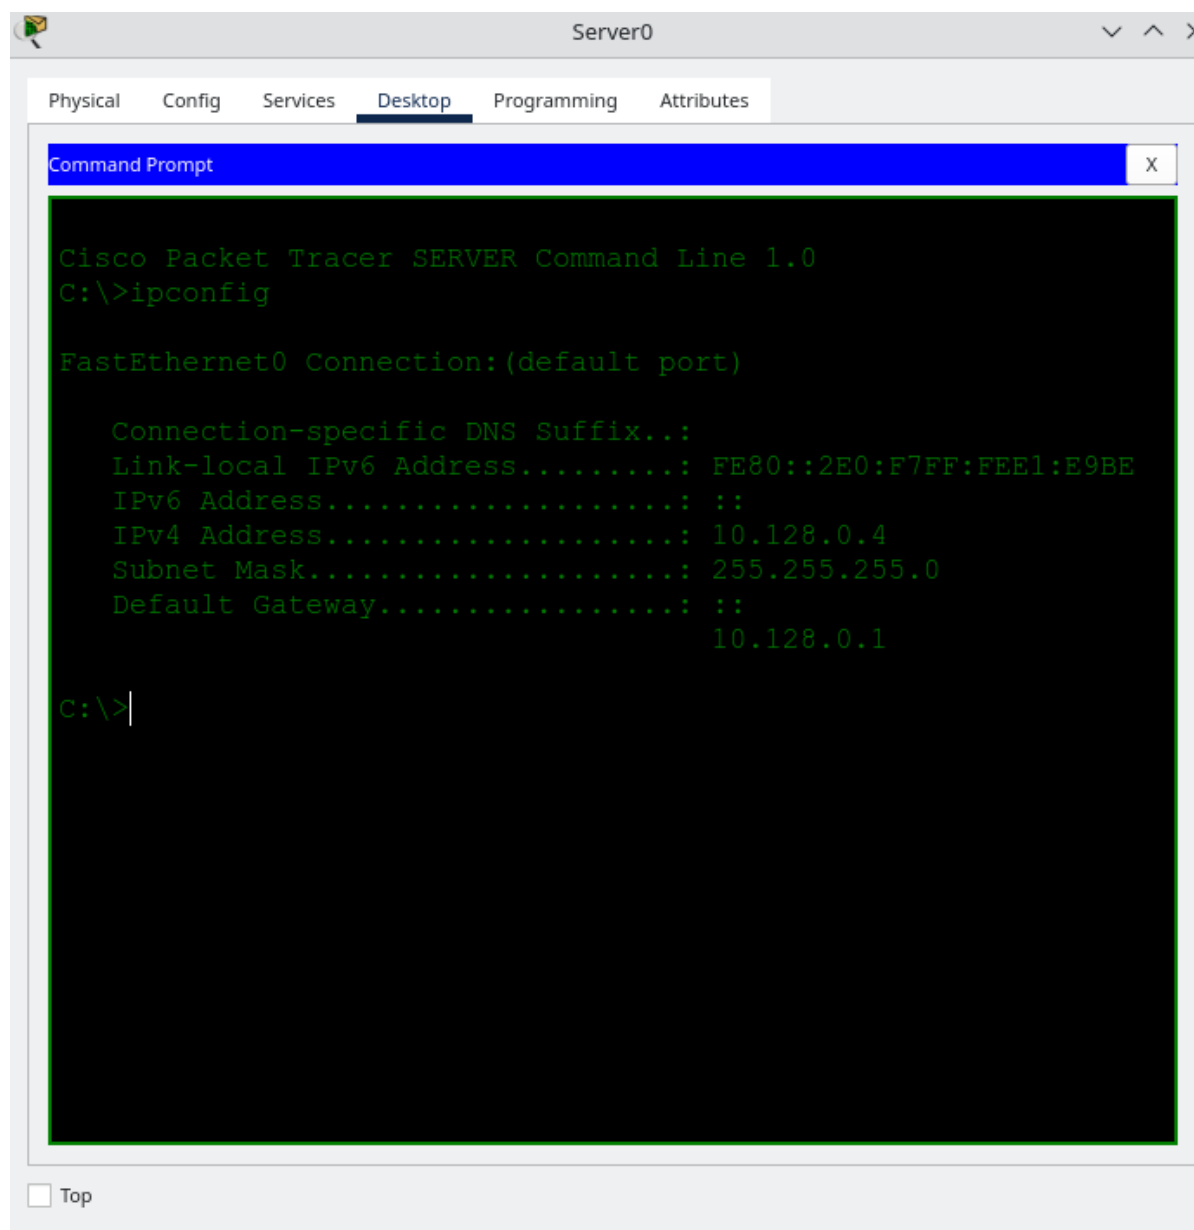 Server0
Physical Config Services Desktop Programming Attributes
Command Prompt X
Cisco Packet Tracer SERVER Command Line 1.0
C:\>ipconfig
FastEthernet0 Connection:(default port)
Connection-specific DNS Suffix..:
Link-local IPv6 Address.........: FE80::2E0:F7FF:FEE1:E9BE
IPv6 Address....................: ::
IPv4 Address....................: 10.128.0.4
Subnet Mask.....................: 255.255.255.0
Default Gateway.................: ::
10.128.0.1
C:\>
Top